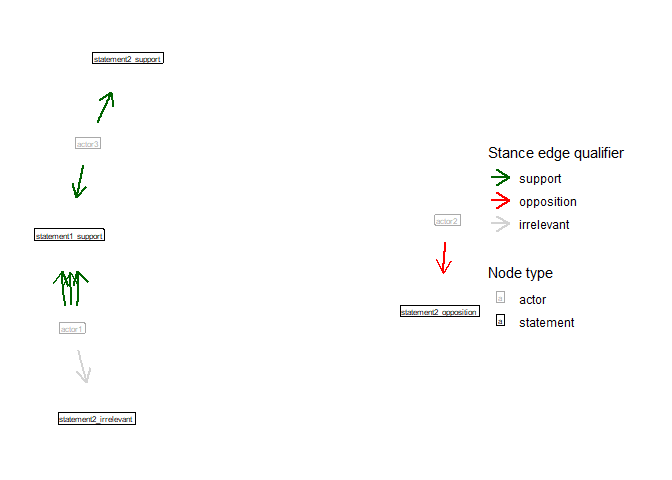 statement2_support
actor3
statement1_support
actor1
statement2_irrelevant
actor2
statement2_opposition
Stance edge qualifier
support
opposition
irrelevant
Node type
a actor
a statement